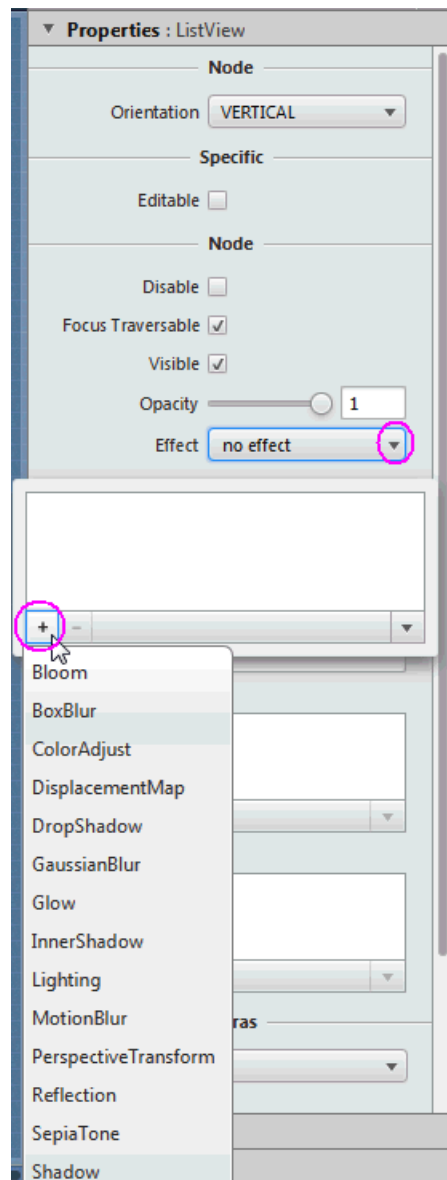 Properties : ListView
Node
Orientation VERTICAL
Specific
Editable
Node
Disable
Focus Traversable
Visible
Opacity 1
Effect no effect
+ -
Bloom
BoxBlur
ColorAdjust
DisplacementMap
DropShadow
GaussianBlur
Glow
InnerShadow
Lighting
MotionBlur
ras
PerspectiveTransform
Reflection
SepiaTone
Shadow